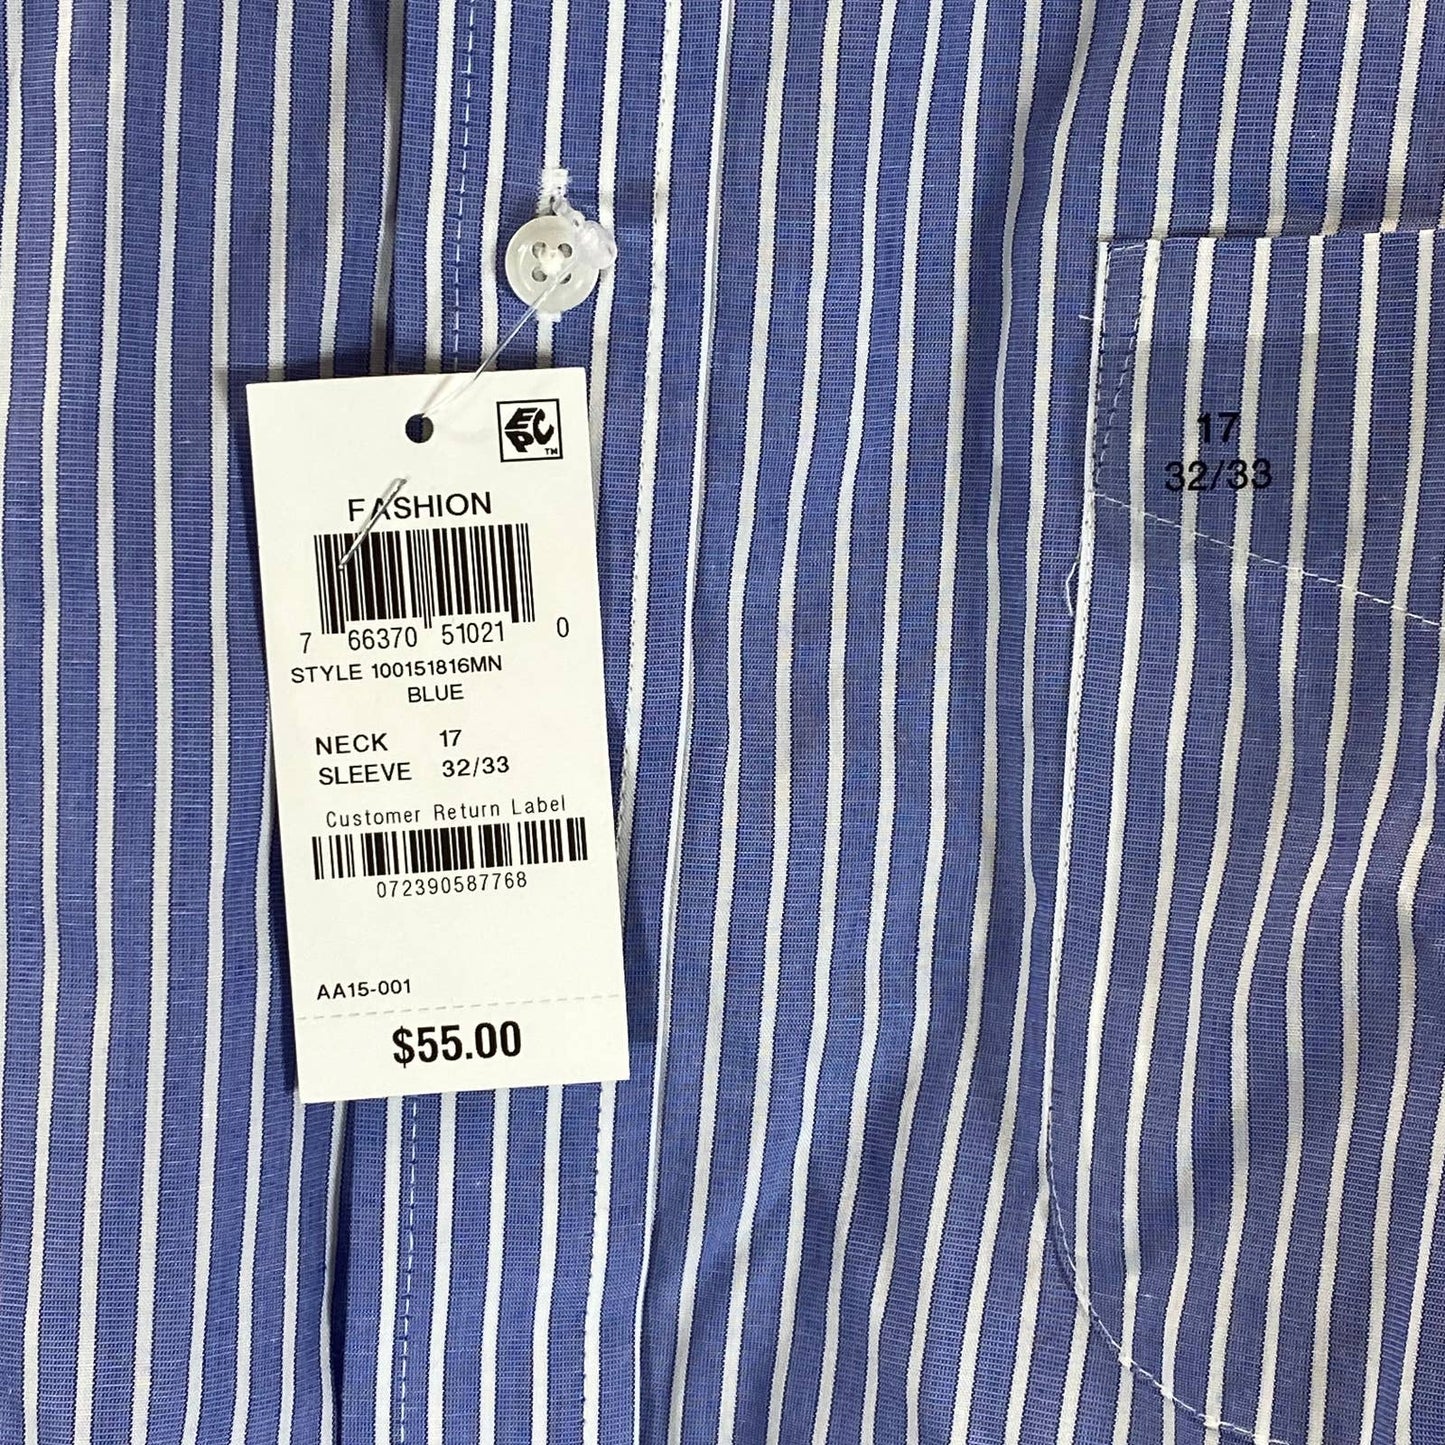 EPC™
FASHION
7 66370 51021 0
STYLE 100151816MN
BLUE
NECK 17
SLEEVE 32/33
Customer Return Label
072390587768
AA15-001
$55.00
17
32/33